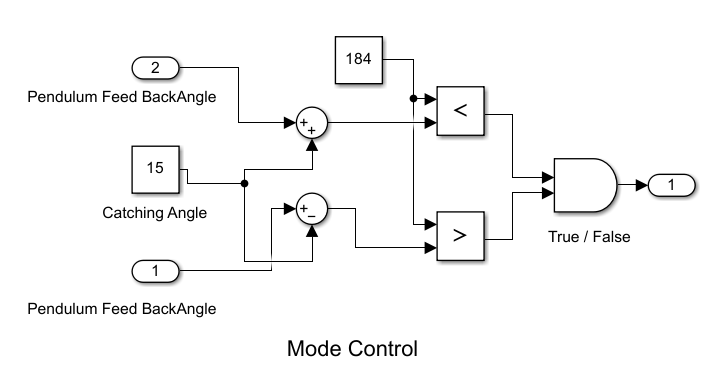 184
2
Pendulum Feed BackAngle
<
+
+
15
Catching Angle
+
−
>
1
True / False
1
Pendulum Feed BackAngle
Mode Control